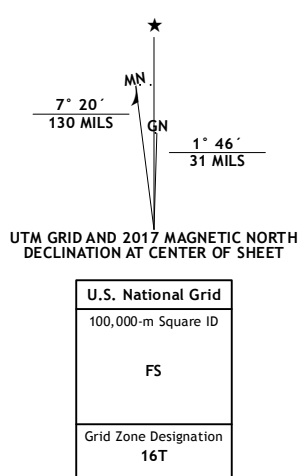 ★
MN
GN
7° 20´
130 MILS
1° 46´
31 MILS
UTM GRID AND 2017 MAGNETIC NORTH
DECLINATION AT CENTER OF SHEET
U.S. National Grid
100,000-m Square ID
FS
Grid Zone Designation
16T